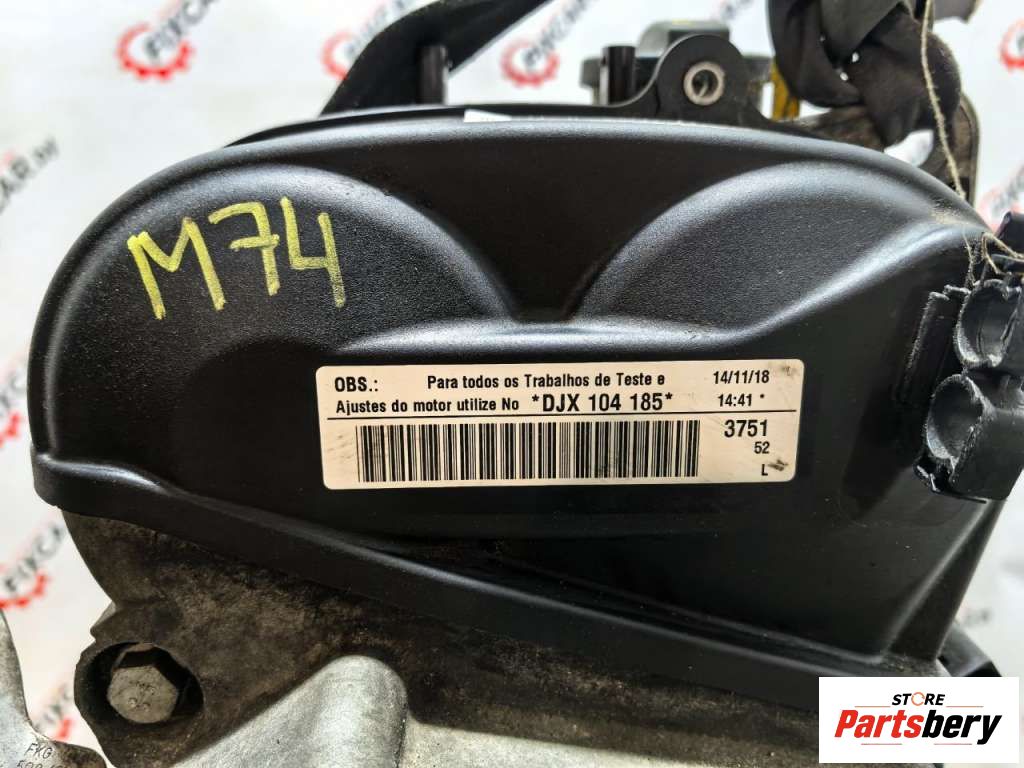 M74
OBS.: Para todos os Trabalhos de Teste e 14/11/18
Ajustes do motor utilize No *DJX 104 185* 14:41 *
3751
52
L
STORE
Partsbery